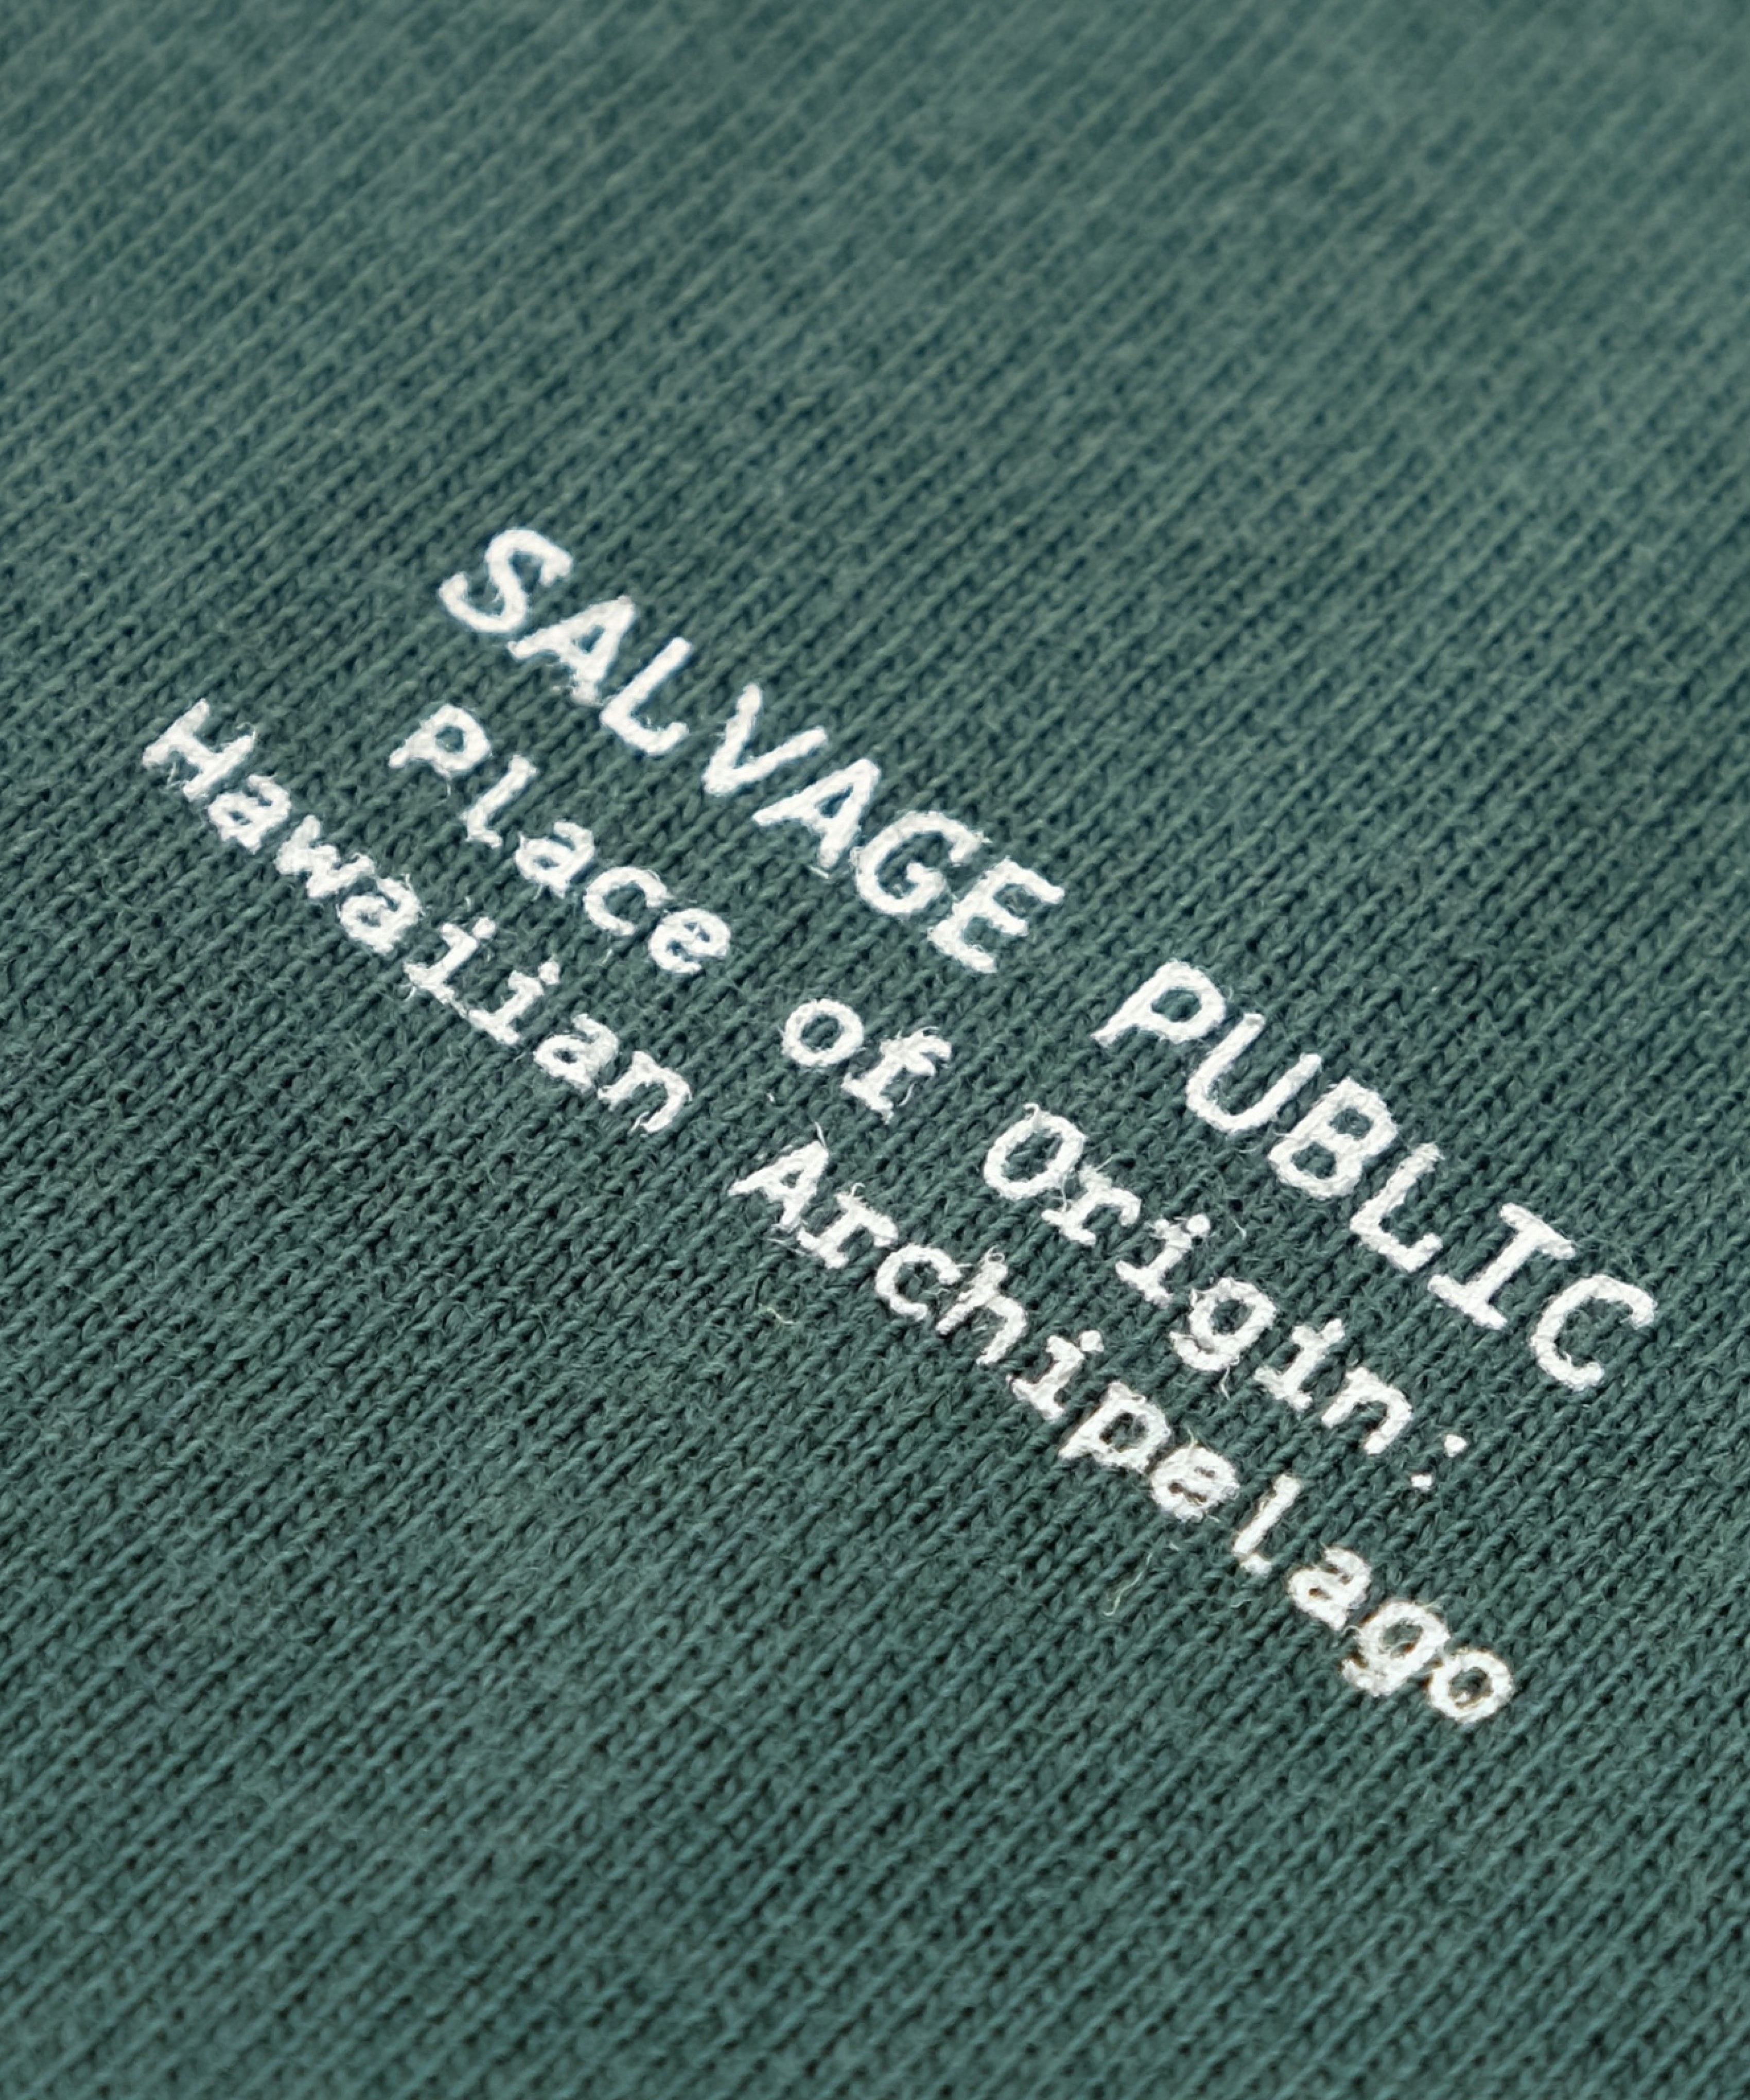 SALVAGE PUBLIC
Place of Origin:
Hawaiian Archipelago